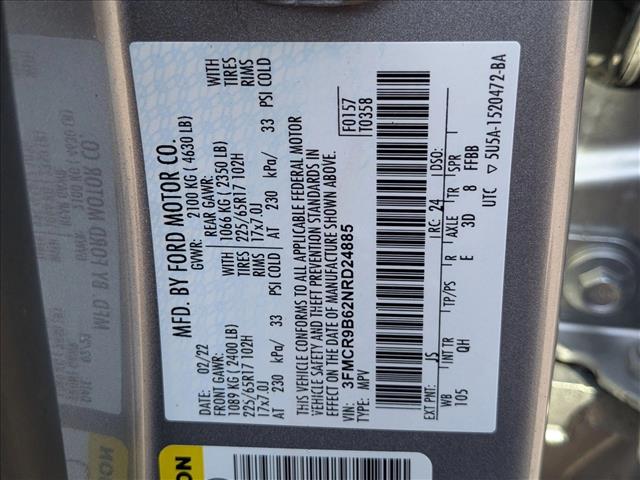 MFD. BY FORD MOTOR CO.
DATE: 02/22 GVWR: 2100 KG ( 4630 LB)
FRONT GAWR: REAR GAWR: WITH
1089 KG ( 2400 LB) 1066 KG ( 2350 LB) TIRES
225/65R17 102H 225/65R17 102H RIMS
17x7.0J 17x7.0J
AT 230 kPa/ 33 PSI COLD AT 230 kPa/ 33 PSI COLD
WITH
TIRES
RIMS
THIS VEHICLE CONFORMS TO ALL APPLICABLE FEDERAL MOTOR
VEHICLE SAFETY AND THEFT PREVENTION STANDARDS IN
EFFECT ON THE DATE OF MANUFACTURE SHOWN ABOVE.
VIN: 3FMCR9B62NRD24885
TYPE: MPV
F0157
T0358
EXT PNT: JS RC: 24 DSO:
WB INT TR TP/PS R AXLE TR SPR
105 QH E 3D 8 FFBB
UTC ▽ 5U5A-1520472-BA